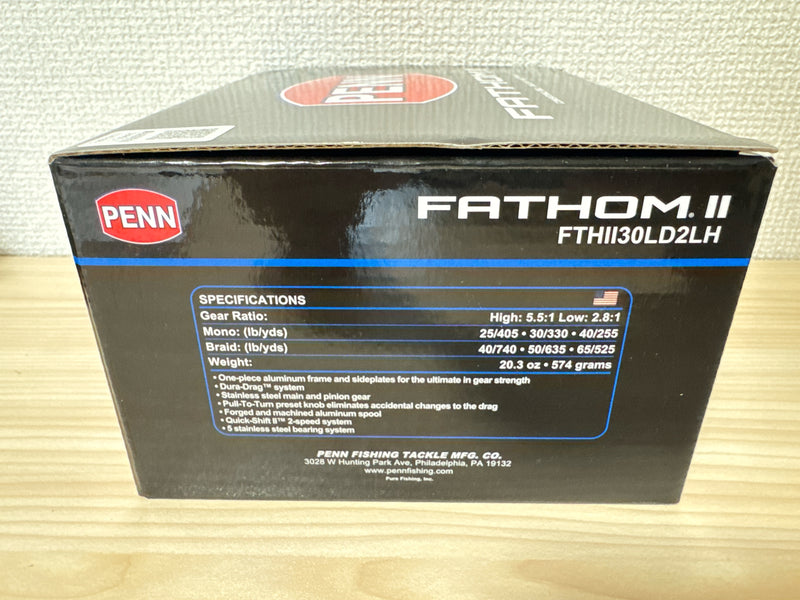 PENN
FATHOM
PENN
FATHOM. II
FTHII30LD2LH
SPECIFICATIONS
Gear Ratio: High: 5.5:1 Low: 2.8:1
Mono: (lb/yds) 25/405 • 30/330 • 40/255
Braid: (lb/yds) 40/740 • 50/635 • 65/525
Weight: 20.3 oz • 574 grams
• One-piece aluminum frame and sideplates for the ultimate in gear strength
• Dura-Drag™ system
• Stainless steel main and pinion gear
• Pull-To-Turn preset knob eliminates accidental changes to the drag
• Forged and machined aluminum spool
• Quick-Shift II™ 2-speed system
• 5 stainless steel bearing system
PENN FISHING TACKLE MFG. CO.
3028 W Hunting Park Ave, Philadelphia, PA 19132
www.pennfishing.com
Pure Fishing, Inc.